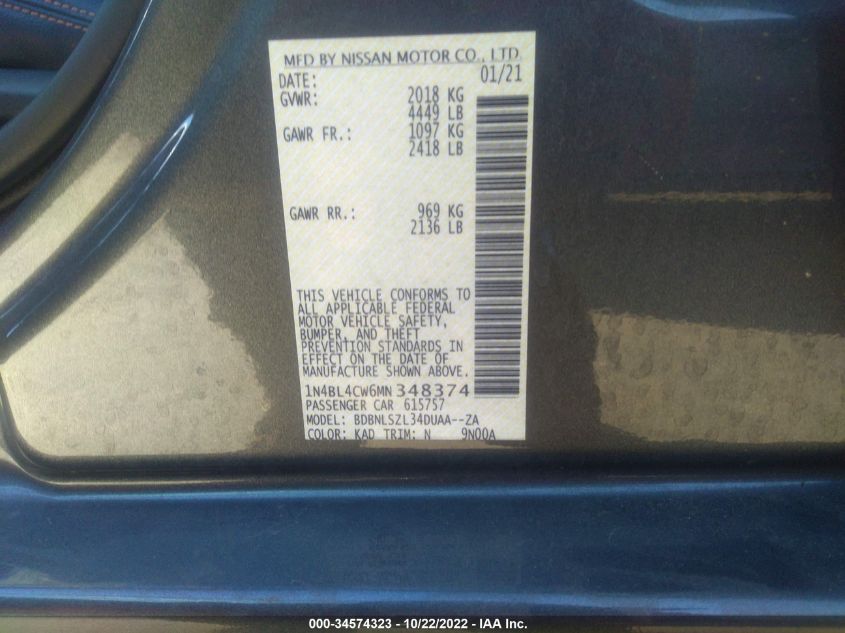 MFD BY NISSAN MOTOR CO., LTD.
DATE: 01/21
GVWR: 2018 KG
4449 LB
GAWR FR.: 1097 KG
2418 LB
GAWR RR.: 969 KG
2136 LB
THIS VEHICLE CONFORMS TO
ALL APPLICABLE FEDERAL
MOTOR VEHICLE SAFETY,
BUMPER, AND THEFT
PREVENTION STANDARDS IN
EFFECT ON THE DATE OF
MANUFACTURE SHOWN ABOVE.
1N4BL4CW6MN348374
PASSENGER CAR 615757
MODEL: BDBNLSZL34DUAA--ZA
COLOR: KAD TRIM: N 9N00A
000-34574323 - 10/22/2022 - IAA Inc.